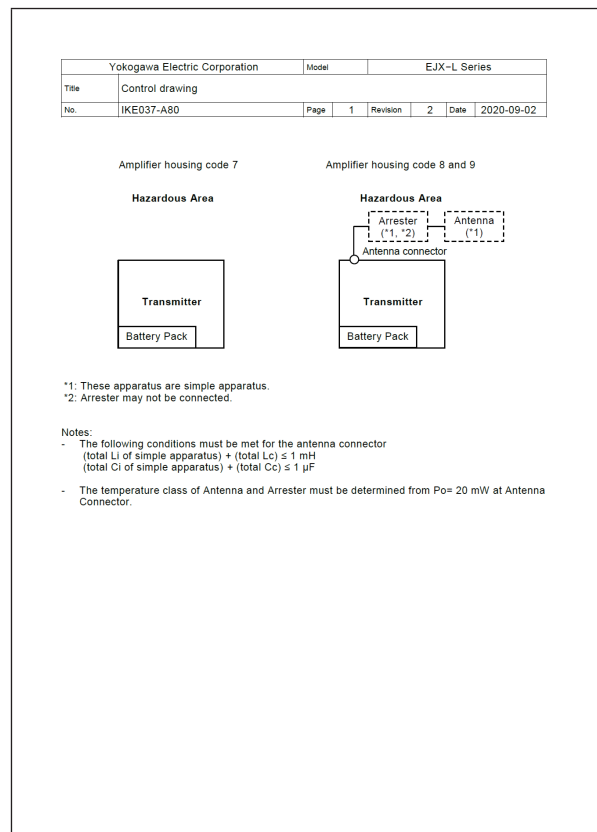 Yokogawa Electric Corporation Model EJX-L Series
Title Control drawing
No. IKE037-A80 Page 1 Revision 2 Date 2020-09-02
Amplifier housing code 7
Hazardous Area
Transmitter
Battery Pack
Amplifier housing code 8 and 9
Hazardous Area
Arrester
(*1, *2)
Antenna
(*1)
Antenna connector
Transmitter
Battery Pack
*1: These apparatus are simple apparatus.
*2: Arrester may not be connected.
Notes:
- The following conditions must be met for the antenna connector
(total Li of simple apparatus) + (total Lc) ≤ 1 mH
(total Ci of simple apparatus) + (total Cc) ≤ 1 µF
- The temperature class of Antenna and Arrester must be determined from Po= 20 mW at Antenna
Connector.